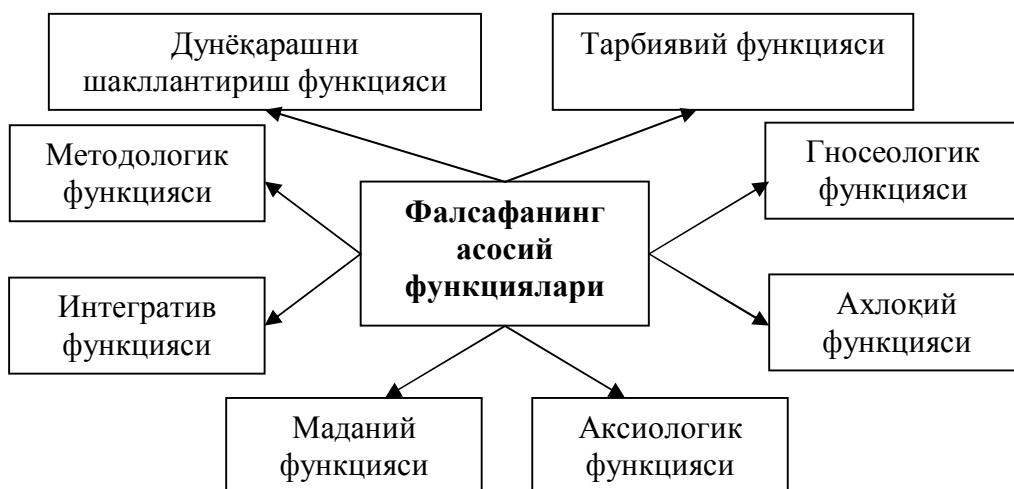 Дунёқарашни
шакллантириш функцияси
Тарбиявий функцияси
Методологик
функцияси
Гносеологик
функцияси
Фалсафанинг
асосий
функциялари
Интегратив
функцияси
Ахлоқий
функцияси
Маданий
функцияси
Аксиологик
функцияси